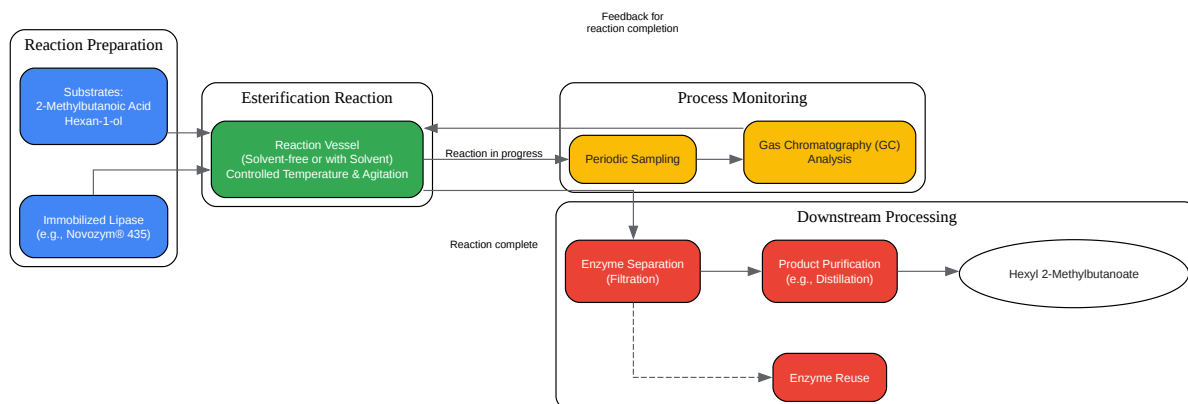 Feedback for
reaction completion
Reaction Preparation
Substrates:
2-Methylbutanoic Acid
Hexan-1-ol
Immobilized Lipase
(e.g., Novozym® 435)
Esterification Reaction
Reaction Vessel
(Solvent-free or with Solvent)
Controlled Temperature & Agitation
Reaction in progress
Process Monitoring
Periodic Sampling
Gas Chromatography (GC)
Analysis
Reaction complete
Downstream Processing
Enzyme Separation
(Filtration)
Product Purification
(e.g., Distillation)
Hexyl 2-Methylbutanoate
Enzyme Reuse